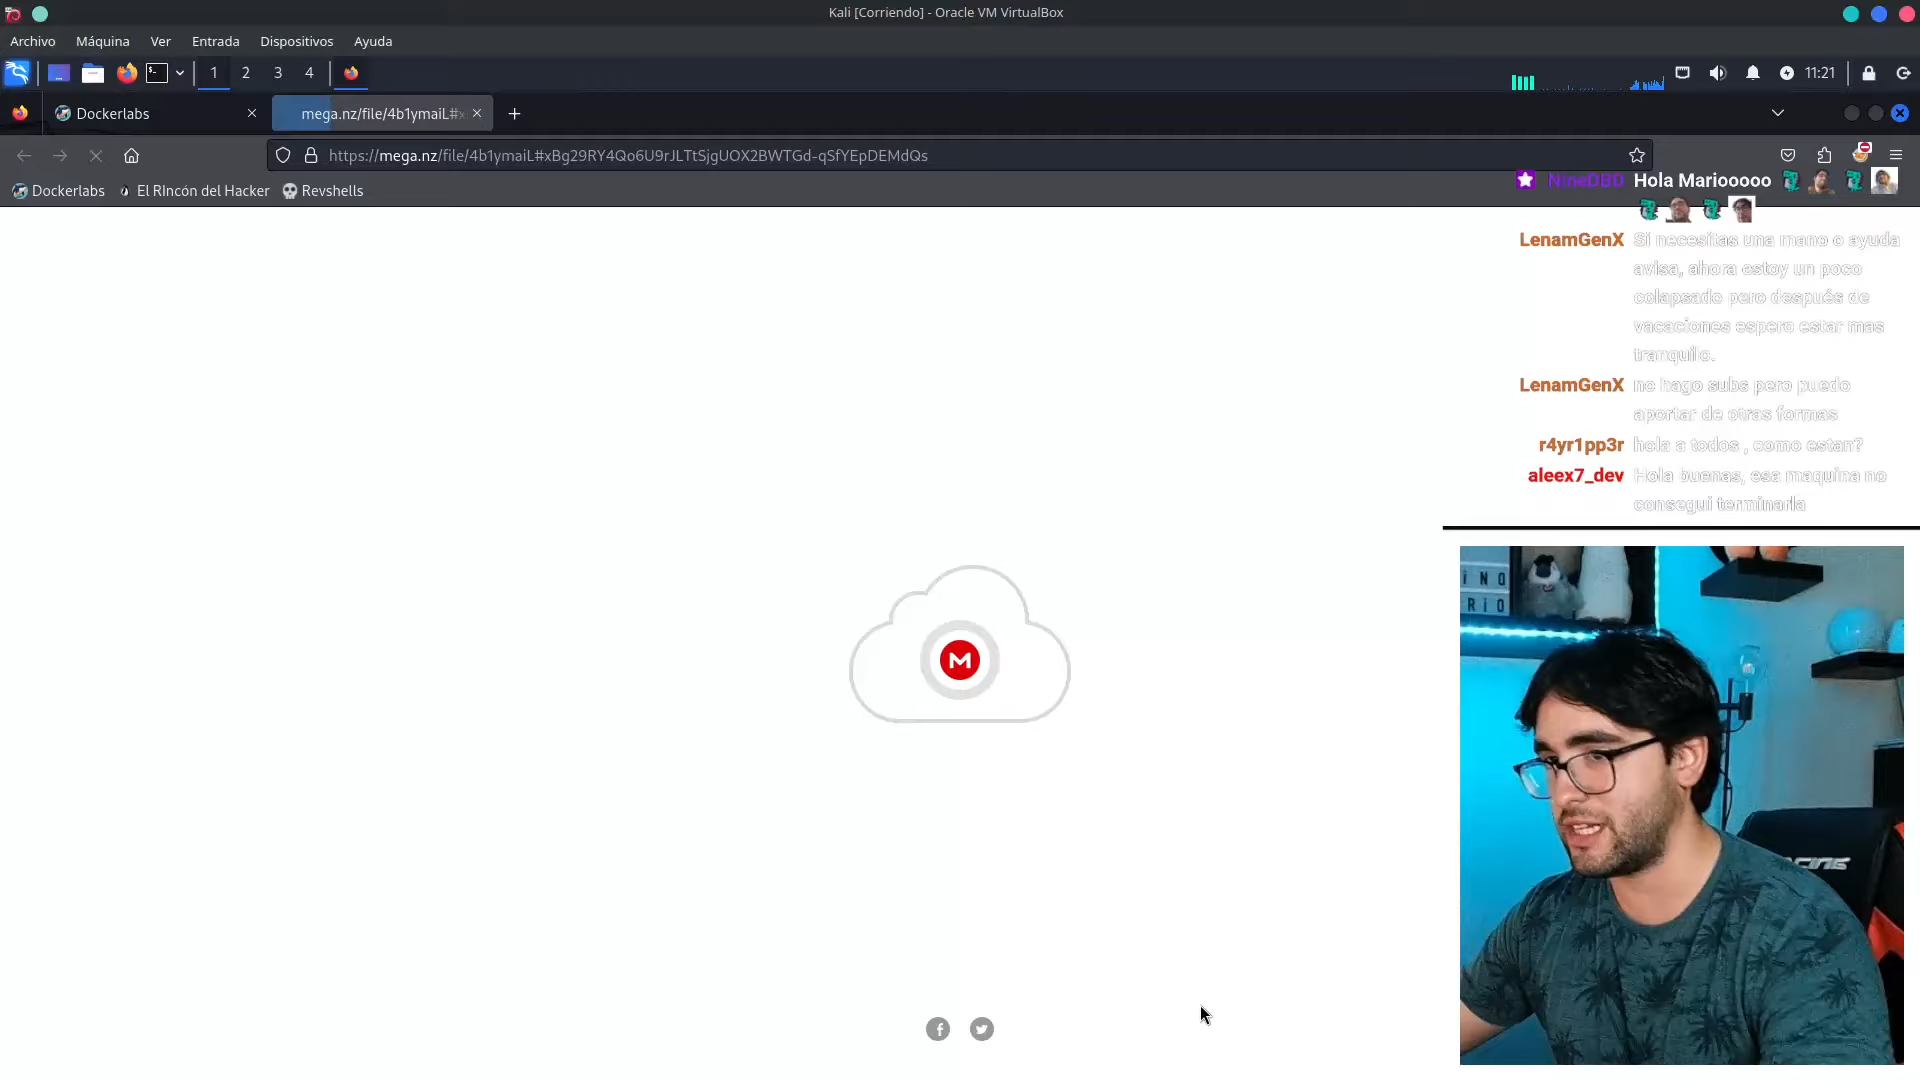 Kali [Corriendo] - Oracle VM VirtualBox
Archivo Máquina Ver Entrada Dispositivos Ayuda
1 2 3 4 11:21
Dockerlabs mega.nz/file/4b1ymaiL#x
https://mega.nz/file/4b1ymaiL#xBg29RY4Qo6U9rJLTtSjgUOX2BWTGd-qSfYEpDEMdQs
Dockerlabs El RIncón del Hacker Revshells
NineDBD Hola Mariooooo
LenamGenX Si necesitas una mano o ayuda
avisa, ahora estoy un poco
colapsado pero después de
vacaciones espero estar mas
tranquilo.
LenamGenX no hago subs pero puedo
aportar de otras formas
r4yr1pp3r hola a todos , como estan?
aleex7_dev Hola buenas, esa maquina no
consegui terminarla
M